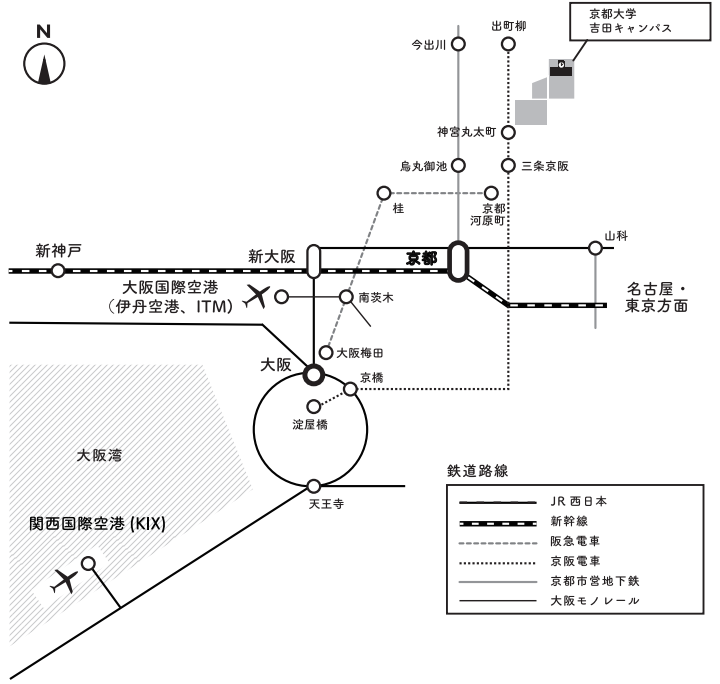 N
京都大学
吉田キャンパス
今出川
出町柳
神宮丸太町
烏丸御池
三条京阪
桂
京都
河原町
山科
新神戸
新大阪
京都
大阪国際空港
(伊丹空港、ITM)
南茨木
名古屋・
東京方面
大阪梅田
大阪
京橋
淀屋橋
大阪湾
天王寺
関西国際空港 (KIX)
鉄道路線
JR 西日本
新幹線
阪急電車
京阪電車
京都市営地下鉄
大阪モノレール